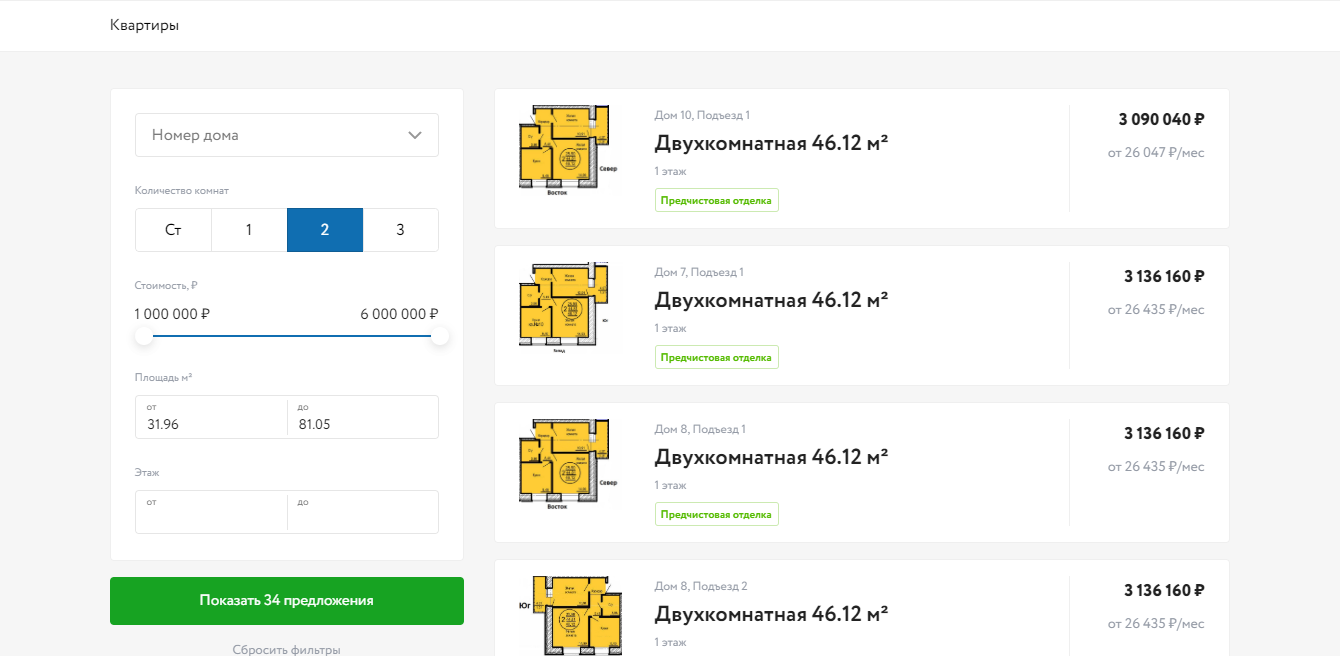 Квартиры
Номер дома
Количество комнат
Ст 1 2 3
Стоимость, ₽
1 000 000 ₽ 6 000 000 ₽
Площадь м²
от до
31.96 81.05
Этаж
от до
Показать 34 предложения
Сбросить фильтры
Север
Восток
Дом 10, Подъезд 1
Двухкомнатная 46.12 м²
1 этаж
Предчистовая отделка
3 090 040 ₽
от 26 047 ₽/мес
Юг
Запад
Дом 7, Подъезд 1
Двухкомнатная 46.12 м²
1 этаж
Предчистовая отделка
3 136 160 ₽
от 26 435 ₽/мес
Север
Восток
Дом 8, Подъезд 1
Двухкомнатная 46.12 м²
1 этаж
Предчистовая отделка
3 136 160 ₽
от 26 435 ₽/мес
Юг
Дом 8, Подъезд 2
Двухкомнатная 46.12 м²
1 этаж
3 136 160 ₽
от 26 435 ₽/мес